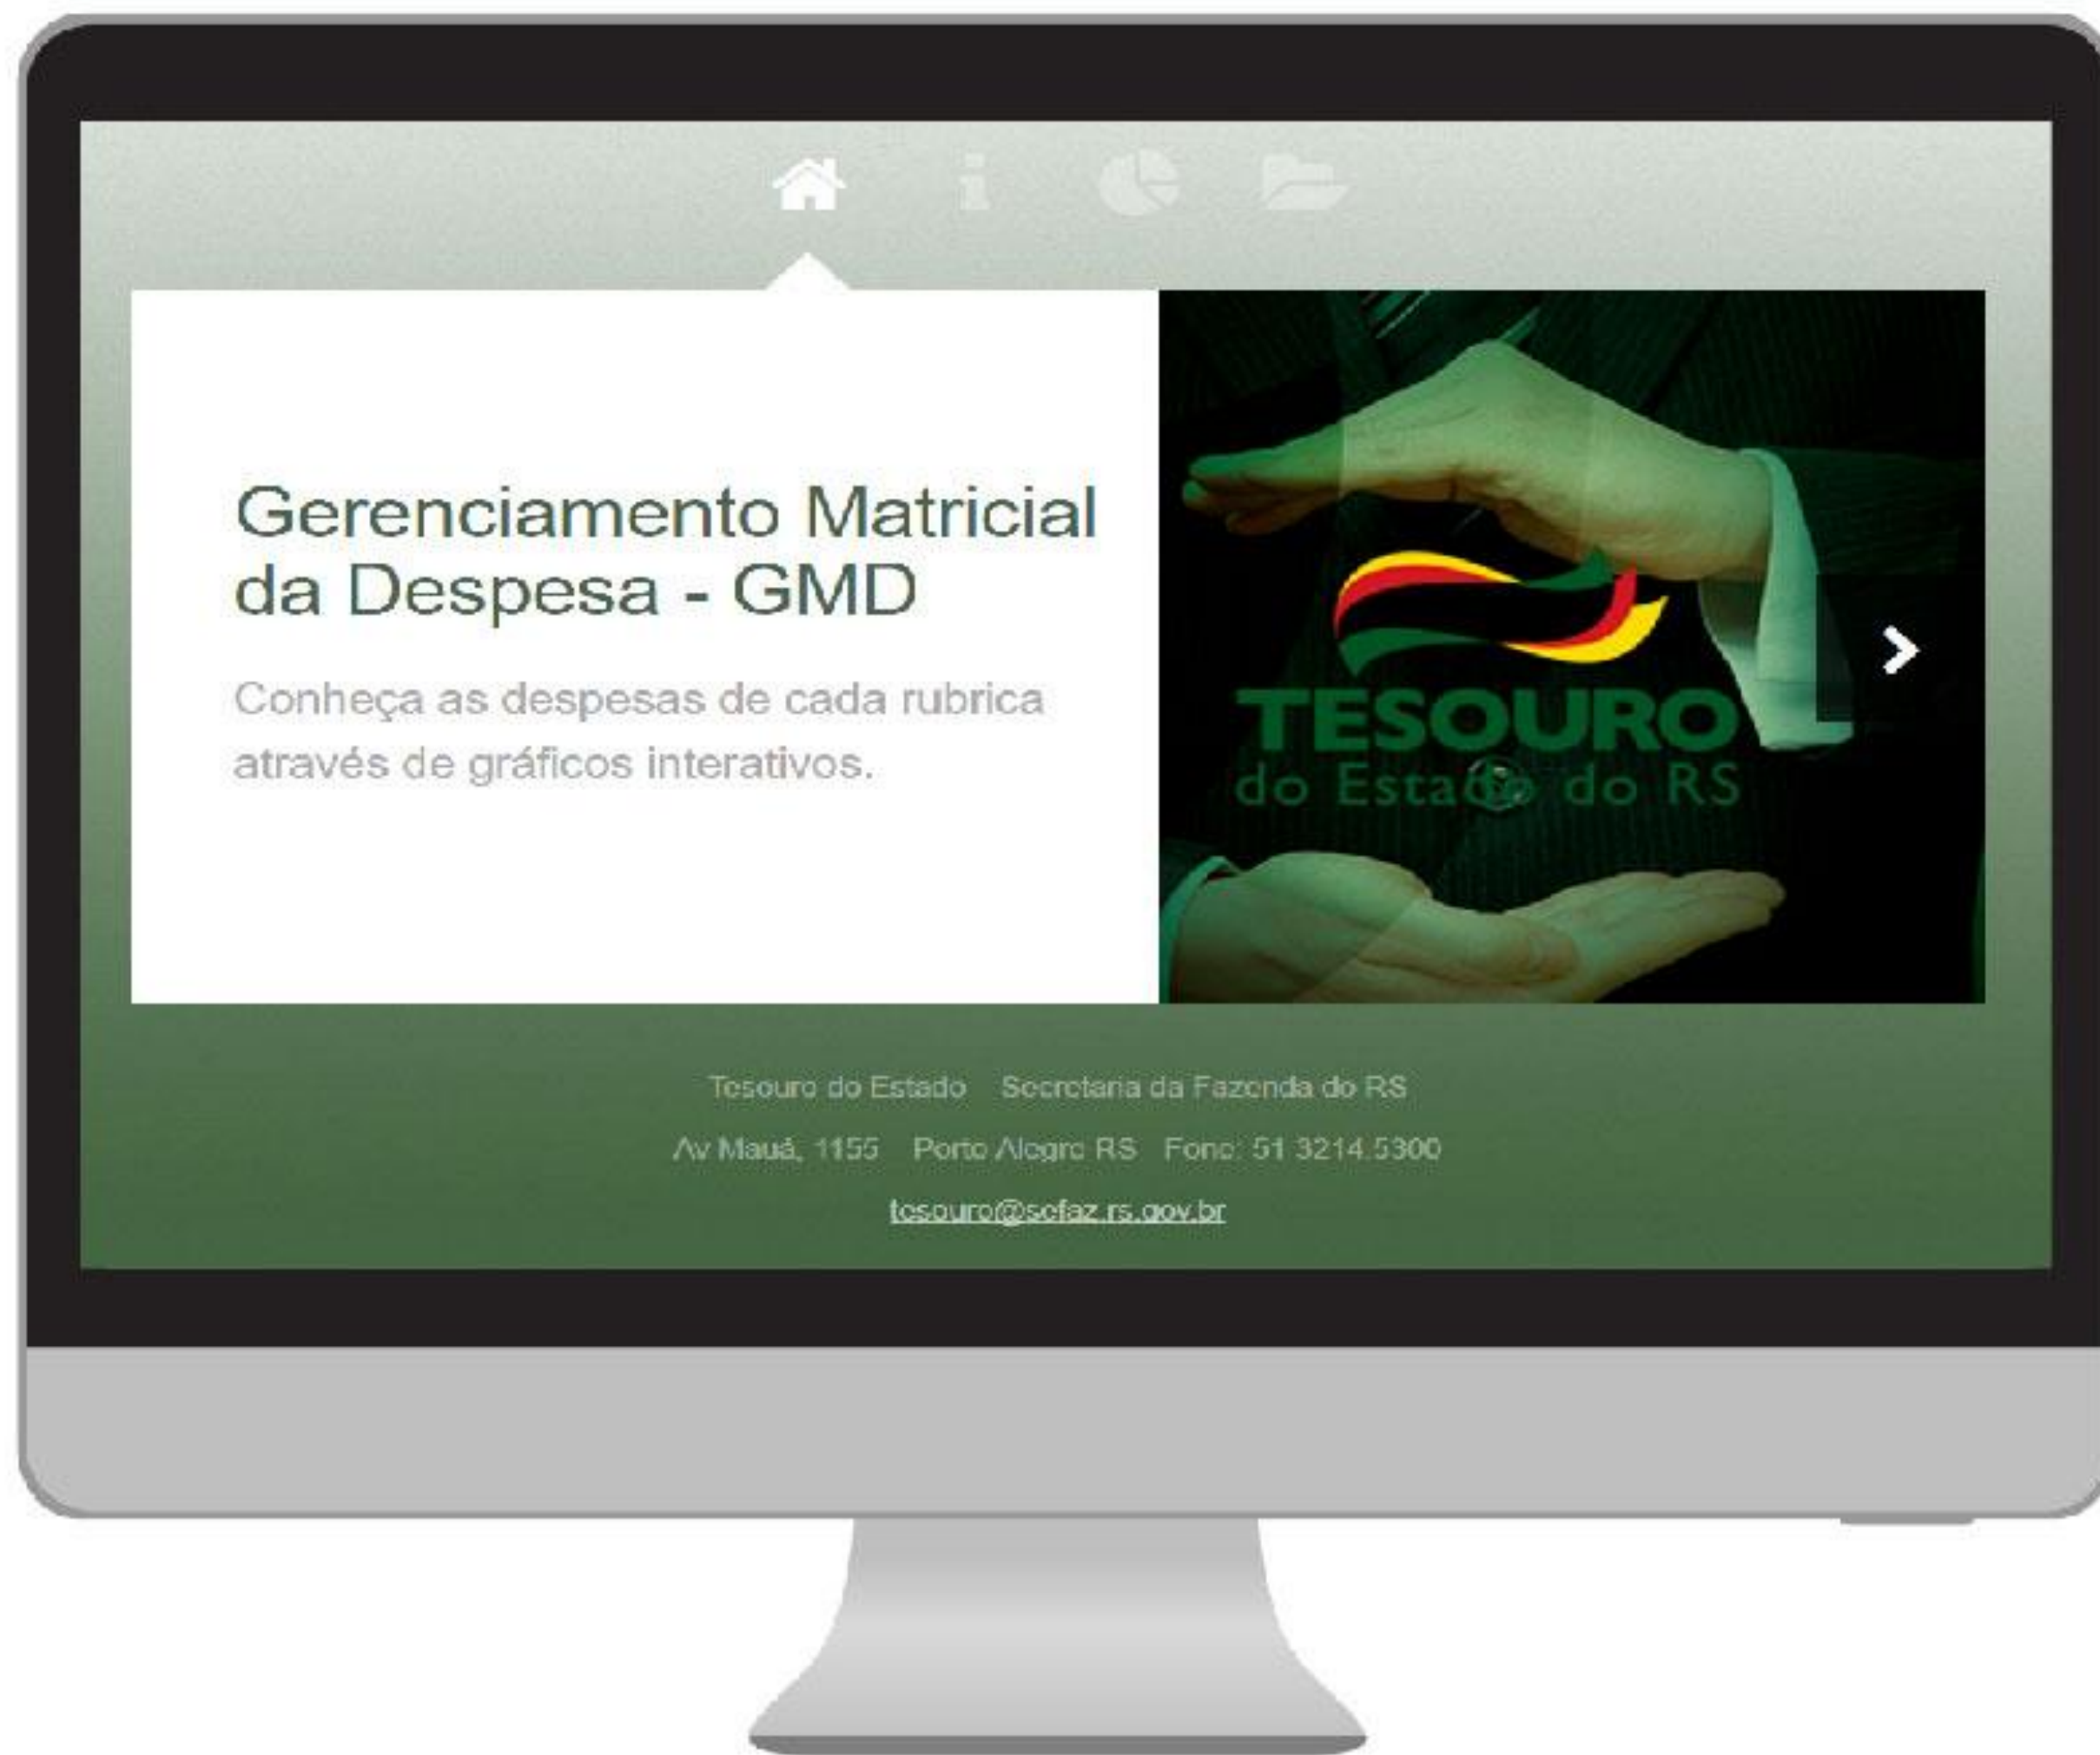 Gerenciamento Matricial
da Despesa - GMD
Conheça as despesas de cada rubrica
através de gráficos interativos.
TESOURO
do Estado do RS
Tesouro do Estado Secretaria da Fazenda do RS
Av Mauá, 1155 Porto Alegre RS Fone: 51 3214.5300
tesouro@sefaz.rs.gov.br